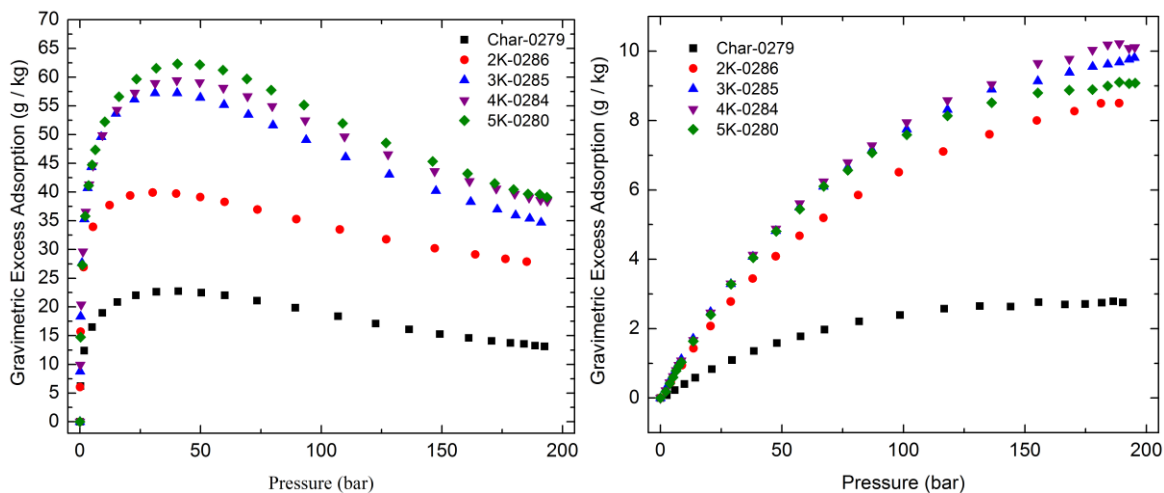 Gravimetric Excess Adsorption (g / kg)
70
65
60
55
50
45
40
35
30
25
20
15
10
5
0
Char-0279
2K-0286
3K-0285
4K-0284
5K-0280
0
50
100
150
200
Pressure (bar)
Gravimetric Excess Adsorption (g / kg)
10
8
6
4
2
0
Char-0279
2K-0286
3K-0285
4K-0284
5K-0280
0
50
100
150
200
Pressure (bar)